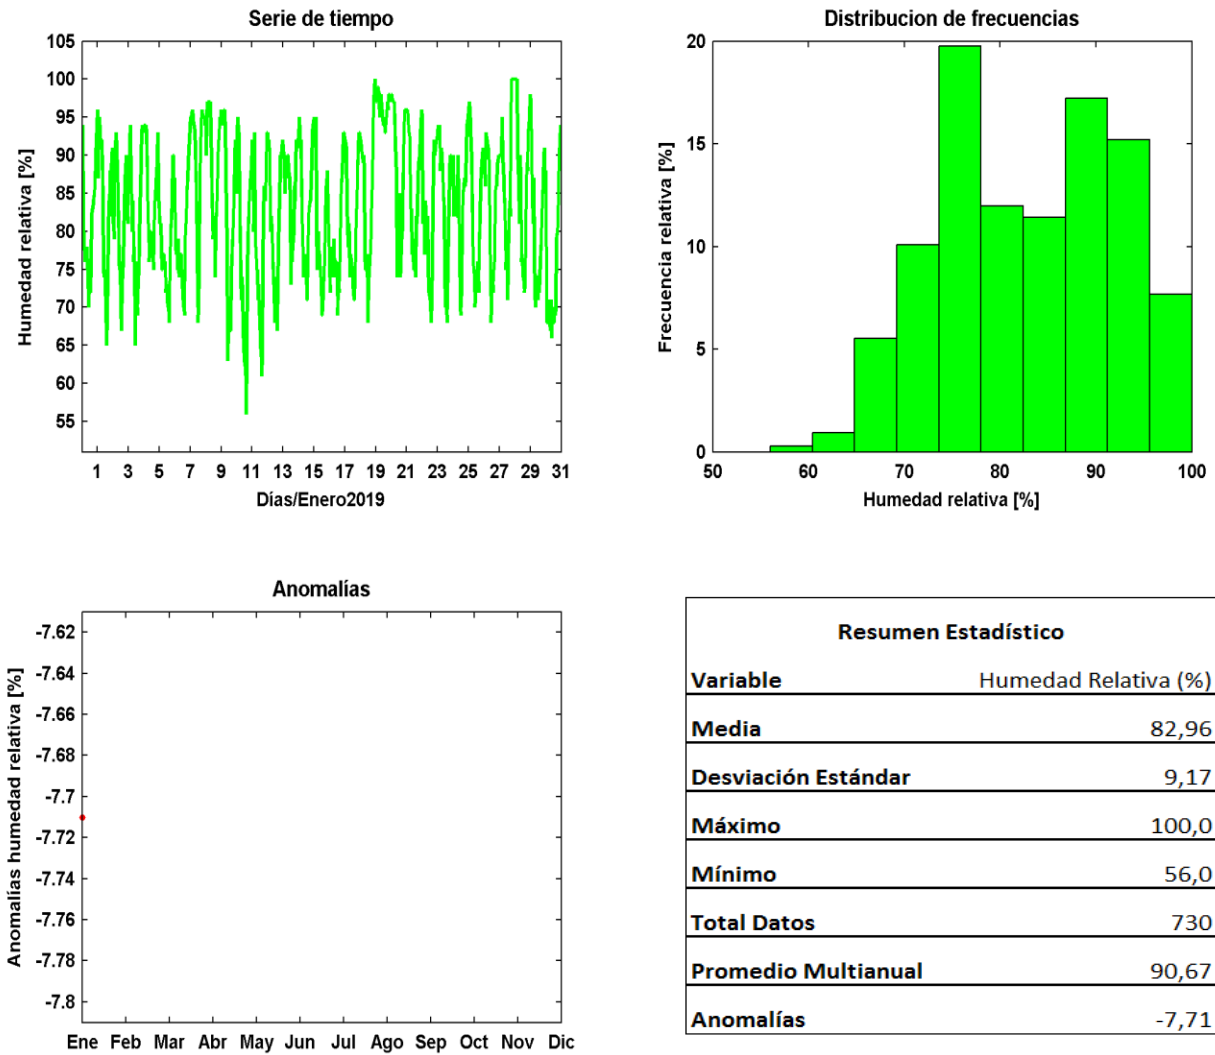 Serie de tiempo
105
100
95
90
85
80
75
70
65
60
55
Humedad relativa [%]
1 3 5 7 9 11 13 15 17 19 21 23 25 27 29 31
Días/Enero2019
Distribucion de frecuencias
20
15
10
5
0
Frecuencia relativa [%]
50 60 70 80 90 100
Humedad relativa [%]
Anomalías
-7.62
-7.64
-7.66
-7.68
-7.7
-7.72
-7.74
-7.76
-7.78
-7.8
Anomalías humedad relativa [%]
Ene Feb Mar Abr May Jun Jul Ago Sep Oct Nov Dic
Resumen Estadístico
Variable Humedad Relativa (%)
Media 82,96
Desviación Estándar 9,17
Máximo 100,0
Mínimo 56,0
Total Datos 730
Promedio Multianual 90,67
Anomalías -7,71